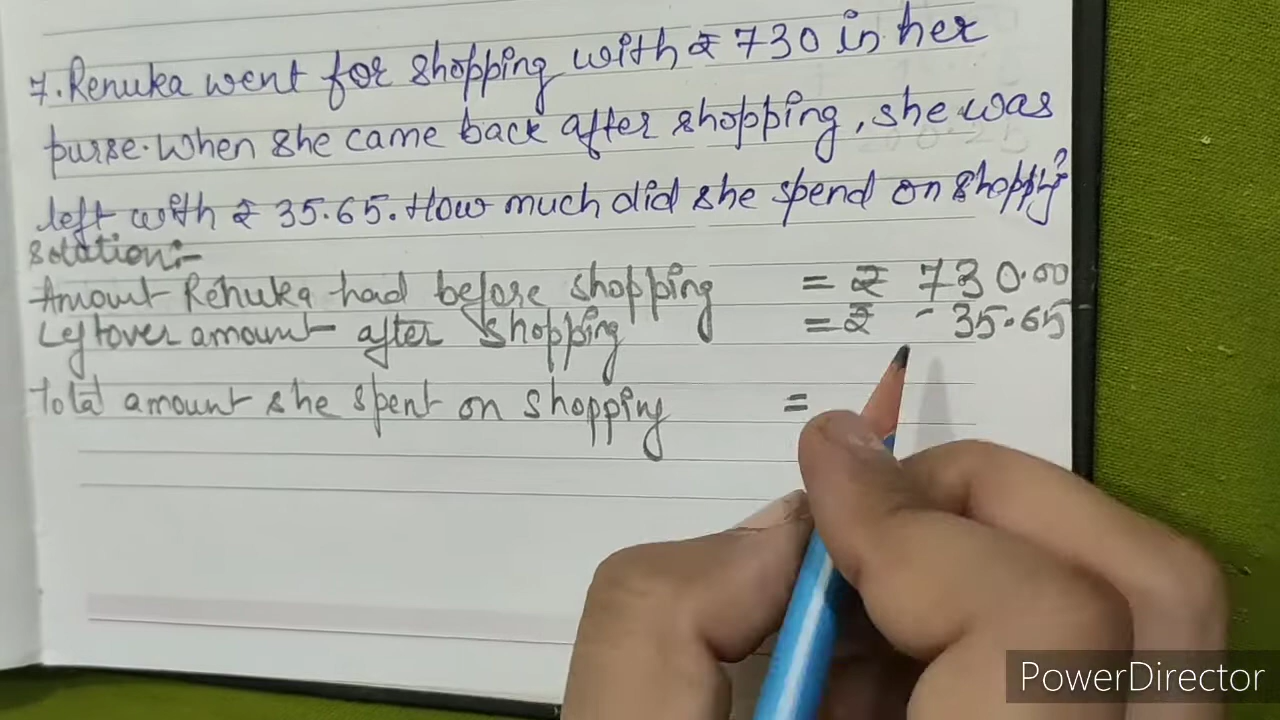 7. Renuka went for shopping with ₹ 730 in her
purse. When she came back after shopping, she was
left with ₹ 35.65. How much did she spend on shopping?
Solution:-
Amount Renuka had before shopping = ₹ 730.00
Leftover amount after shopping = ₹ - 35.65
Total amount she spent on shopping =
PowerDirector